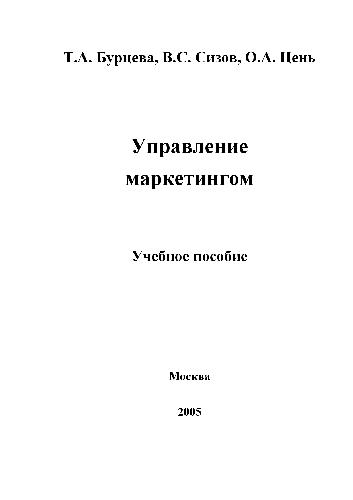 Т.А. Бурцева, В.С. Сизов, О.А. Цень
Управление
маркетингом
Учебное пособие
Москва
2005